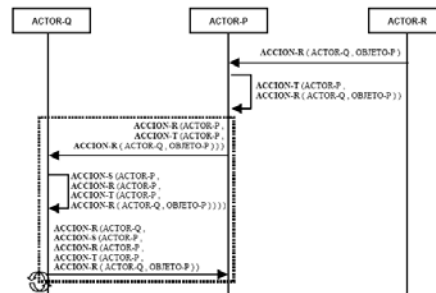 ACTOR-Q ACTOR-P ACTOR-R
ACCION-R (ACTOR-Q, OBJETO-P)
ACCION-T (ACTOR-P,
ACCION-R (ACTOR-Q, OBJETO-P))
ACCION-R (ACTOR-P,
ACCION-T (ACTOR-P,
ACCION-R (ACTOR-Q, OBJETO-P)))
ACCION-S (ACTOR-P,
ACCION-R (ACTOR-P,
ACCION-T (ACTOR-P,
ACCION-R (ACTOR-Q, OBJETO-P))))
ACCION-R (ACTOR-Q,
ACCION-S (ACTOR-P,
ACCION-R (ACTOR-P,
ACCION-T (ACTOR-P,
ACCION-R (ACTOR-Q, OBJETO-P))